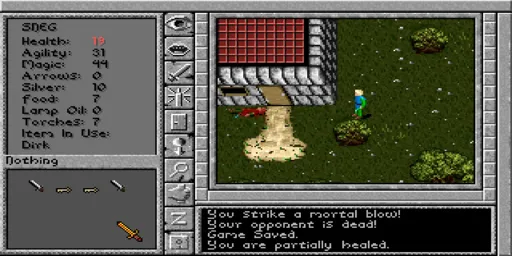 SNEG
Health: 19
Agility: 31
Magic: 44
Arrows: 0
Silver: 10
Food: 7
Lamp Oil: 0
Torches: 7
Item In Use:
Dirk
Nothing
Z
You strike a mortal blow!
Your opponent is dead!
Game Saved.
You are partially healed.